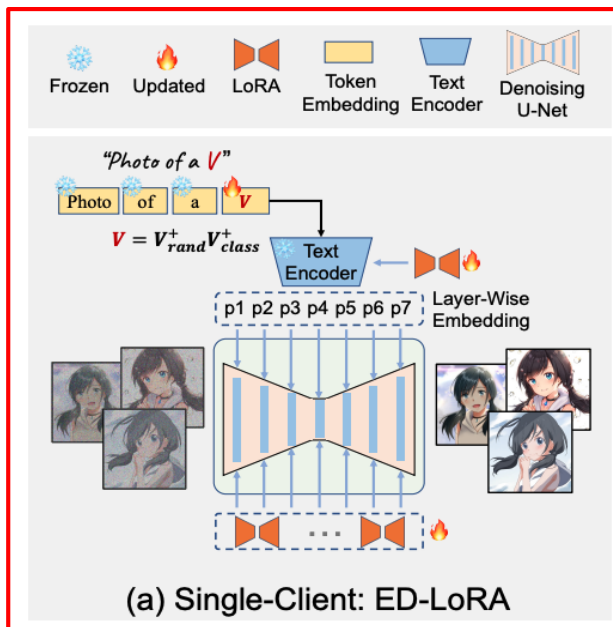 Frozen
Updated
LoRA
Token
Embedding
Text
Encoder
Denoising
U-Net
“Photo of a V”
Photo of a V
V = V⁺rand V⁺class
Text
Encoder
Layer-Wise
Embedding
p1 p2 p3 p4 p5 p6 p7
...
(a) Single-Client: ED-LoRA